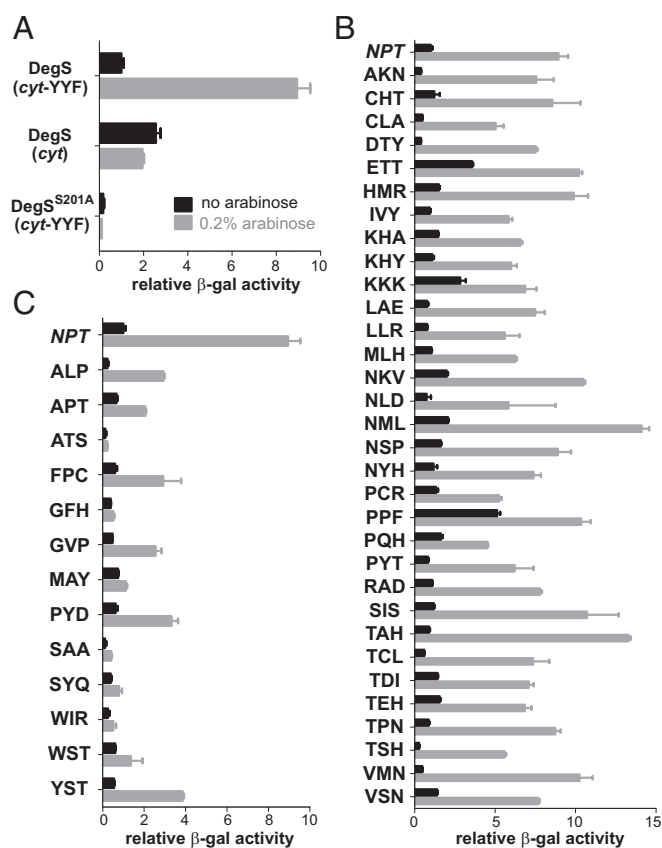 A
DegS
(cyt-YYF)
DegS
(cyt)
DegS^S201A
(cyt-YYF)
no arabinose
0.2% arabinose
0 2 4 6 8 10
relative β-gal activity
B
NPT
AKN
CHT
CLA
DTY
ETT
HMR
IVY
KHA
KHY
KKK
LAE
LLR
MLH
NKV
NLD
NML
NSP
NYH
PCR
PPF
PQH
PYT
RAD
SIS
TAH
TCL
TDI
TEH
TPN
TSH
VMN
VSN
0 5 10 15
relative β-gal activity
C
NPT
ALP
APT
ATS
FPC
GFH
GVP
MAY
PYD
SAA
SYQ
WIR
WST
YST
0 2 4 6 8 10
relative β-gal activity